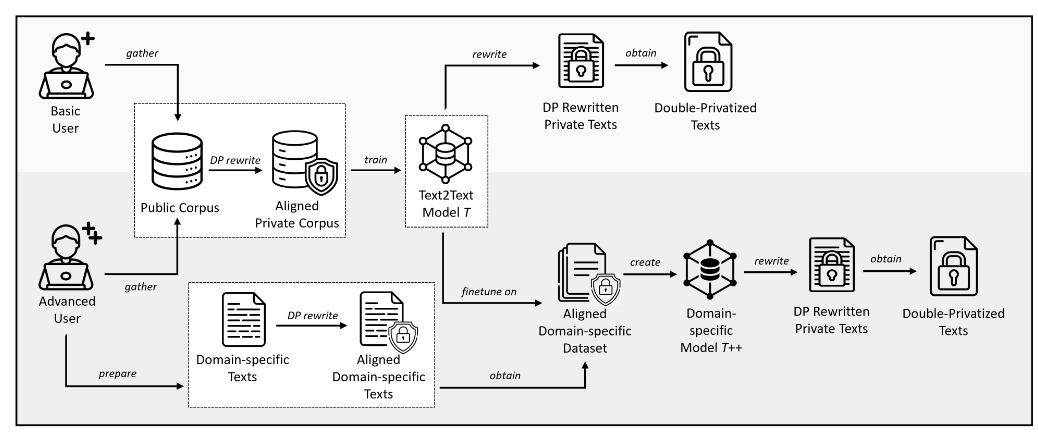 Basic
User
gather
Public Corpus
DP rewrite
Aligned
Private Corpus
train
Text2Text
Model T
rewrite
DP Rewritten
Private Texts
obtain
Double-Privatized
Texts
Advanced
User
gather
prepare
Domain-specific
Texts
DP rewrite
Aligned
Domain-specific
Texts
finetune on
obtain
Aligned
Domain-specific
Dataset
create
Domain-
specific
Model T++
rewrite
DP Rewritten
Private Texts
obtain
Double-Privatized
Texts